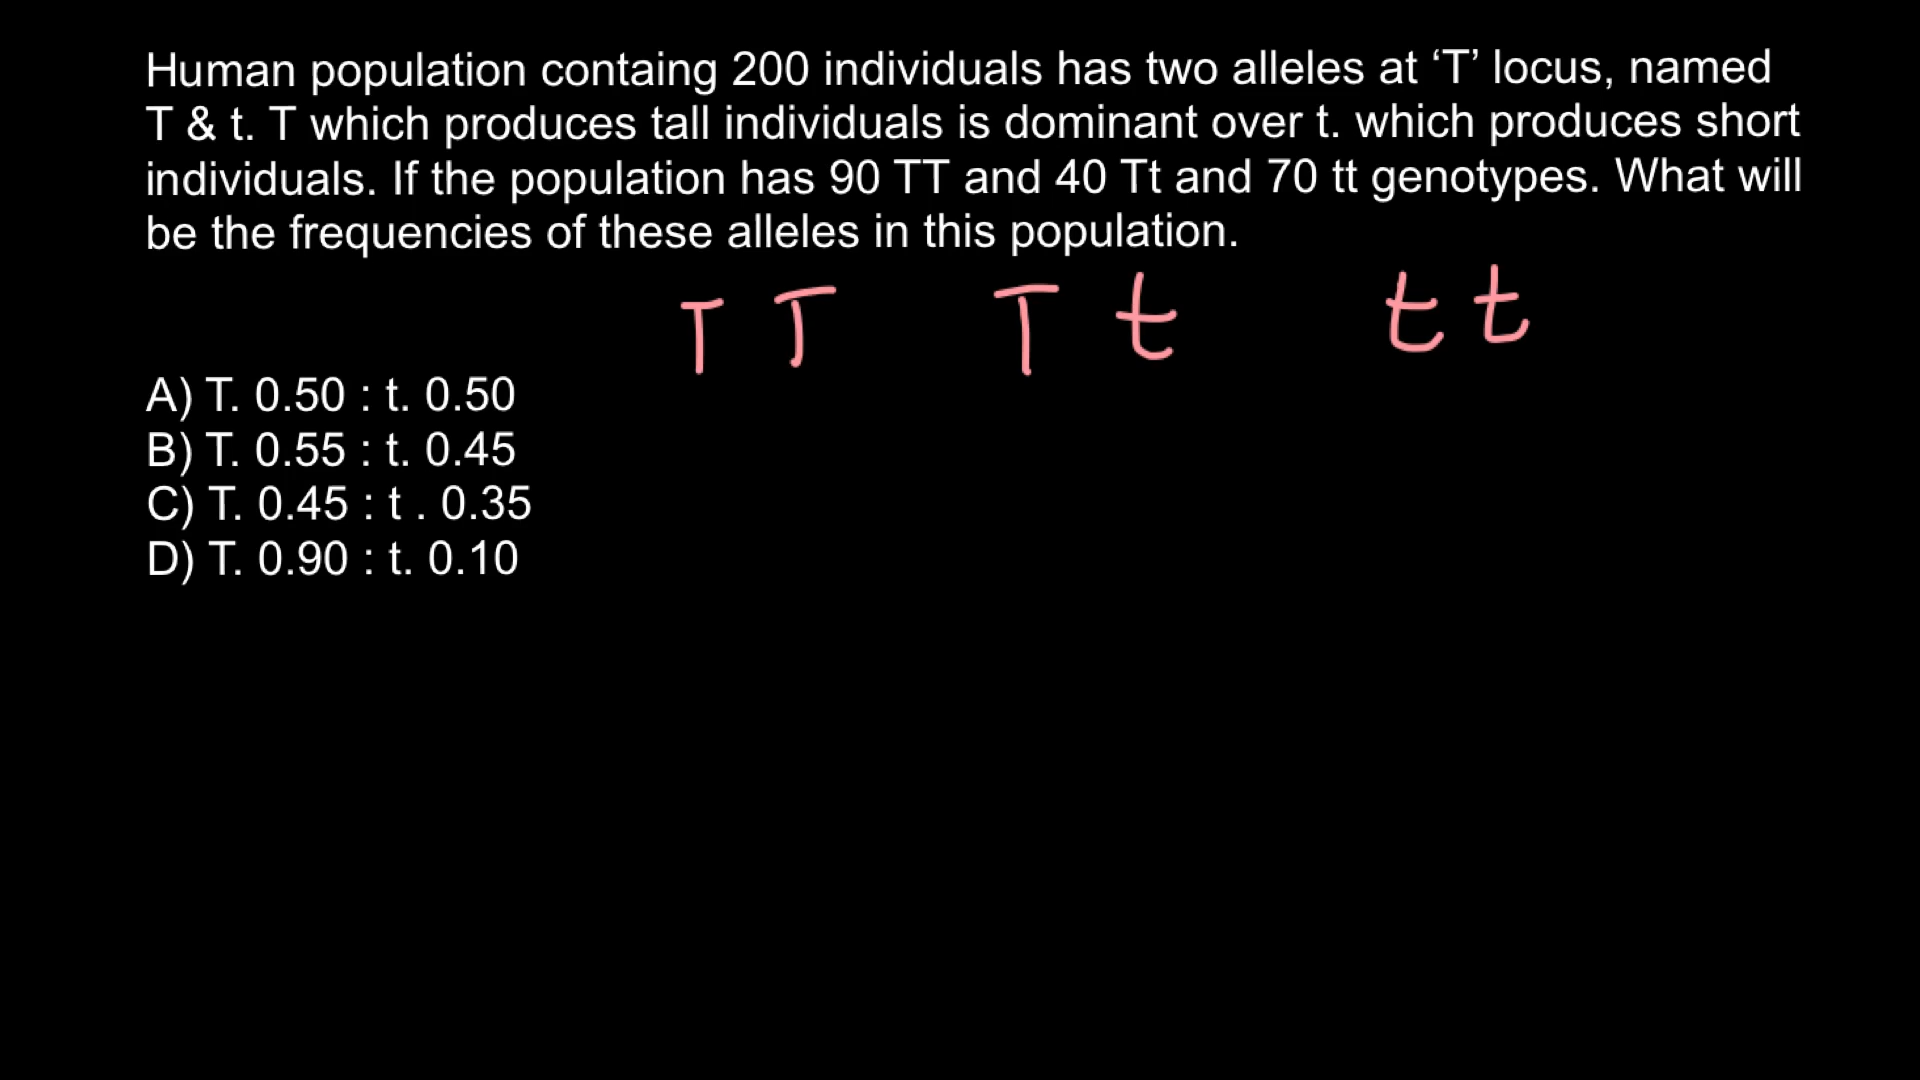 Human population containg 200 individuals has two alleles at ‘T’ locus, named
T & t. T which produces tall individuals is dominant over t. which produces short
individuals. If the population has 90 TT and 40 Tt and 70 tt genotypes. What will
be the frequencies of these alleles in this population.
T T T t t t
A) T. 0.50 : t. 0.50
B) T. 0.55 : t. 0.45
C) T. 0.45 : t . 0.35
D) T. 0.90 : t. 0.10